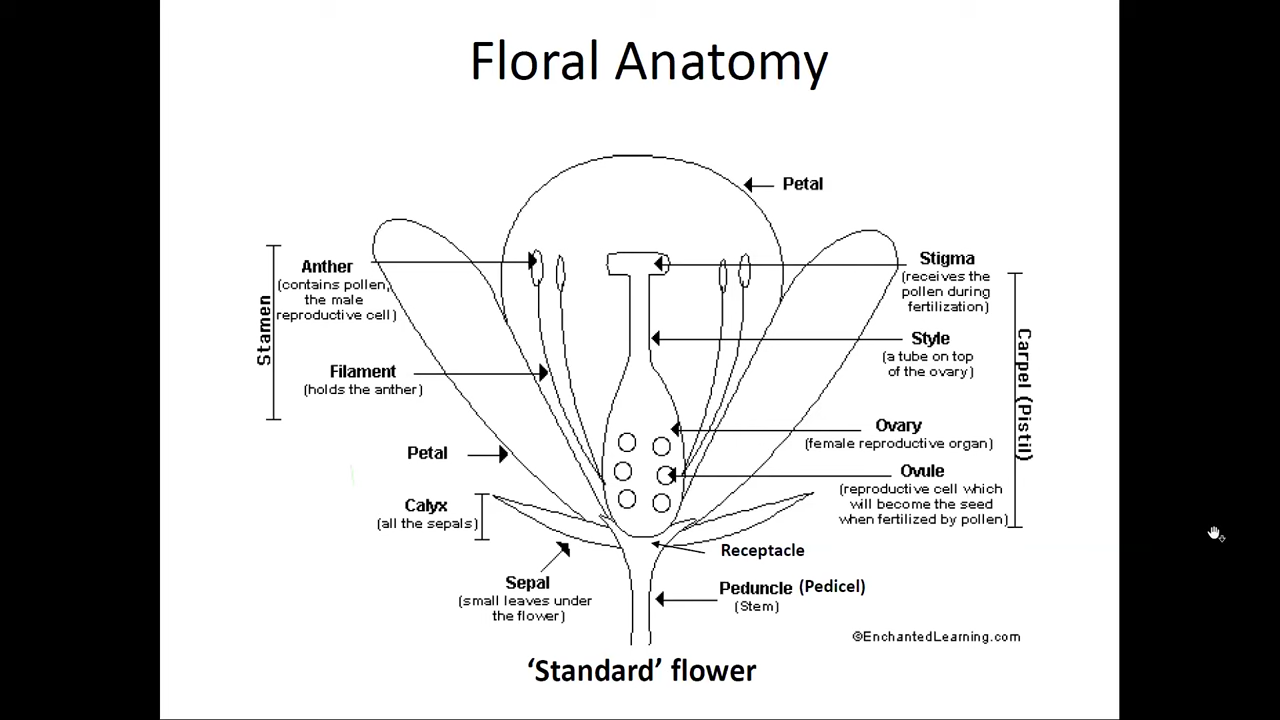 Floral Anatomy
Petal
Stamen
Anther
(contains pollen,
the male
reproductive cell)
Filament
(holds the anther)
Petal
Calyx
(all the sepals)
Sepal
(small leaves under
the flower)
Stigma
(receives the
pollen during
fertilization)
Style
(a tube on top
of the ovary)
Ovary
(female reproductive organ)
Ovule
(reproductive cell which
will become the seed
when fertilized by pollen)
Carpel (Pistil)
Receptacle
Peduncle (Pedicel)
(Stem)
©EnchantedLearning.com
‘Standard’ flower